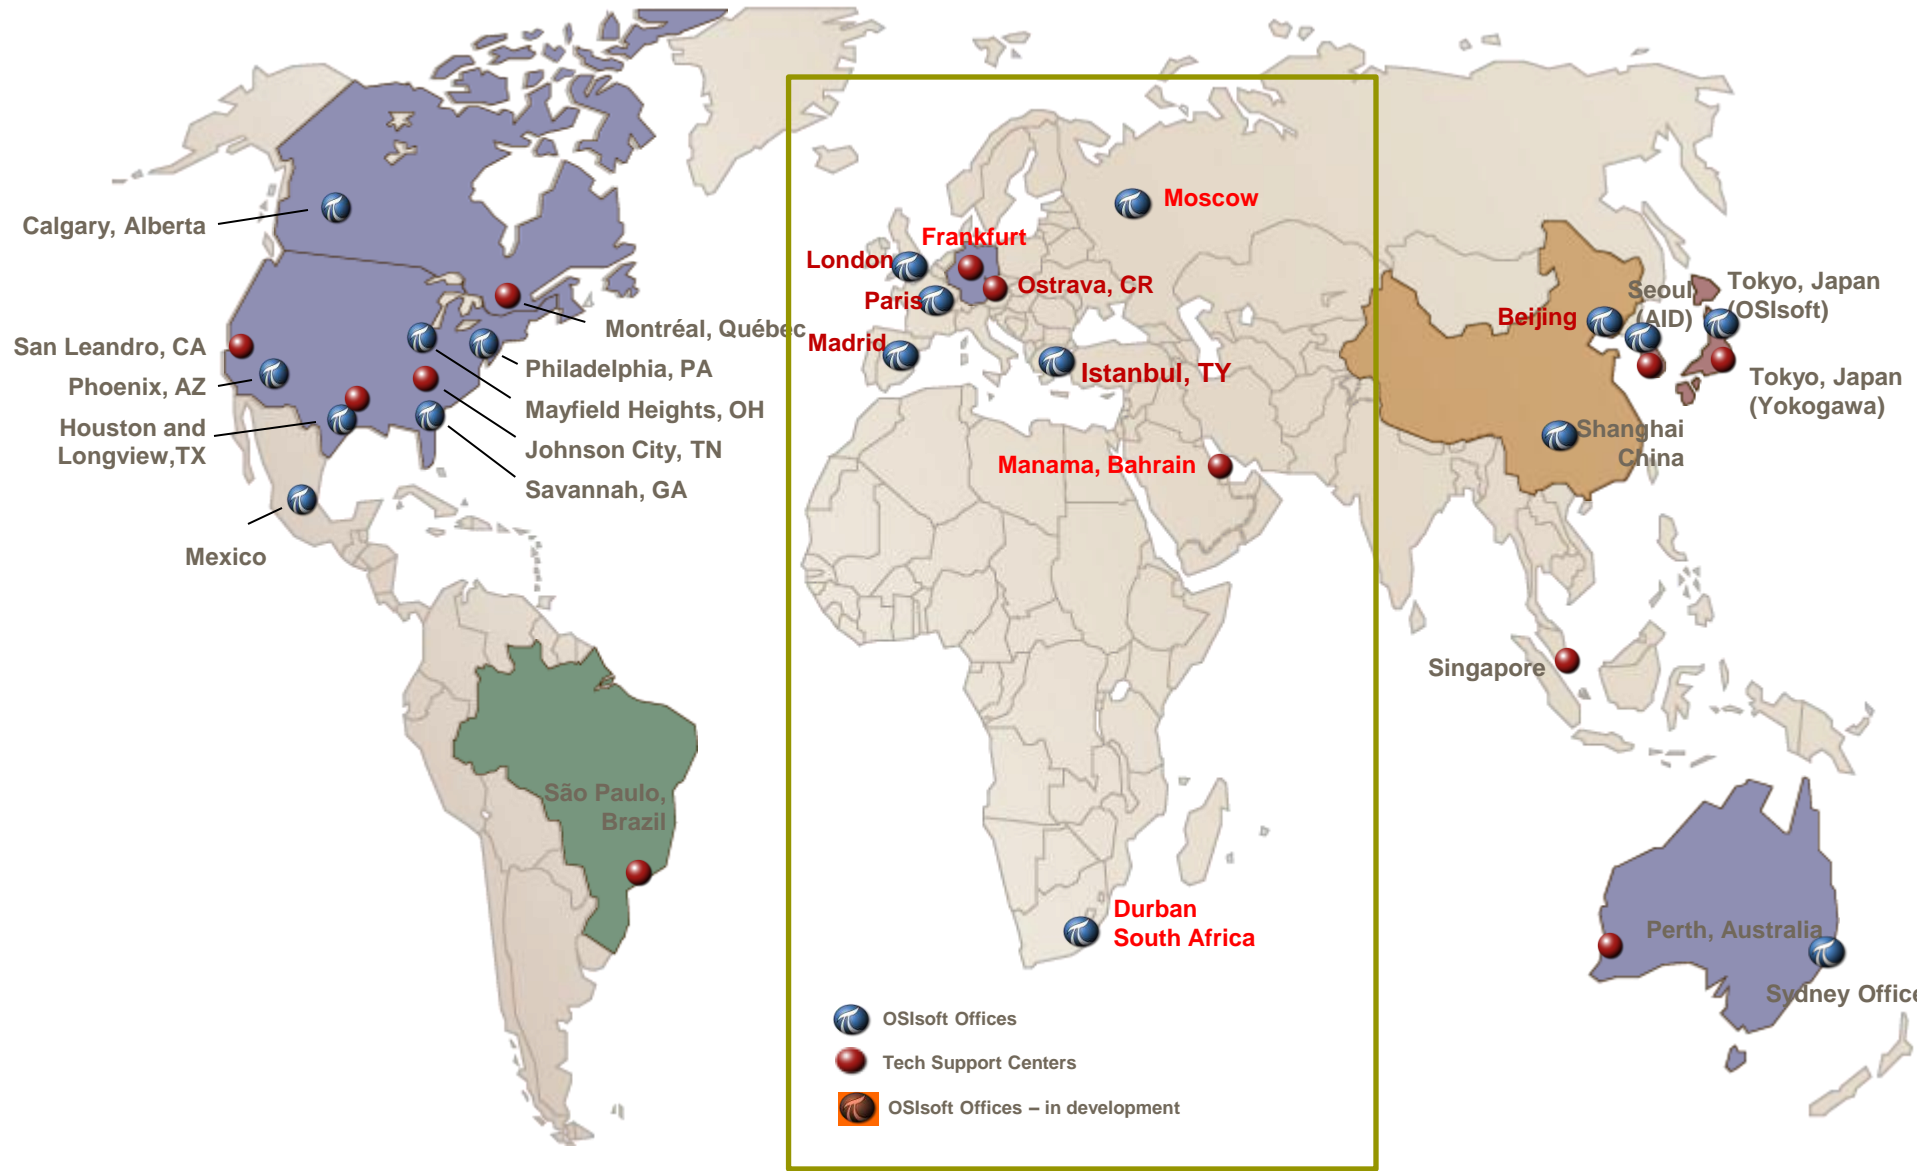 Calgary, Alberta
San Leandro, CA
Phoenix, AZ
Houston and
Longview,TX
Mexico
Montréal, Québec
Philadelphia, PA
Mayfield Heights, OH
Johnson City, TN
Savannah, GA
São Paulo,
Brazil
Moscow
Frankfurt
London
Ostrava, CR
Paris
Madrid
Istanbul, TY
Manama, Bahrain
Durban
South Africa
Beijing
Seoul
(AID)
Tokyo, Japan
(OSIsoft)
Tokyo, Japan
(Yokogawa)
Shanghai
China
Singapore
Perth, Australia
Sydney Office
OSIsoft Offices
Tech Support Centers
OSIsoft Offices – in development